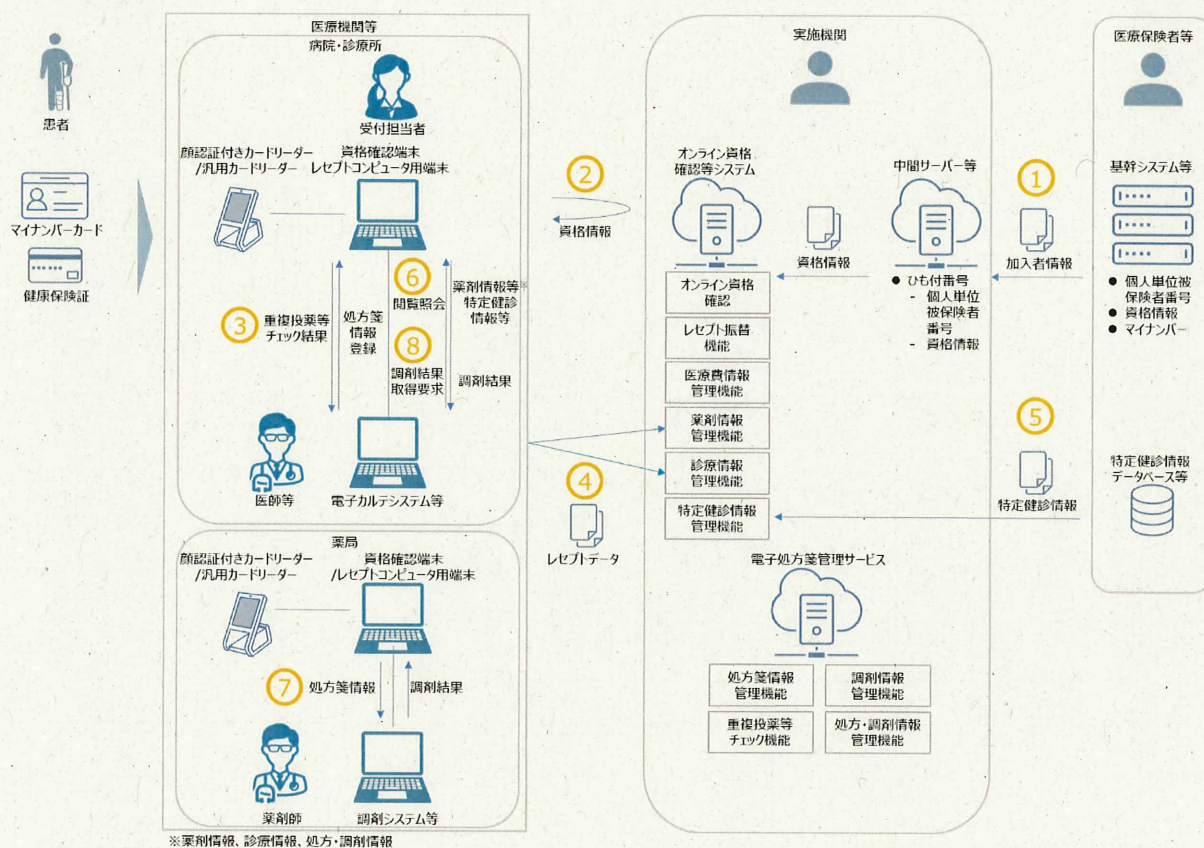 患者
マイナンバーカード
健康保険証
医療機関等
病院・診療所
受付担当者
顔認証付きカードリーダー
/汎用カードリーダー
資格確認端末
レセプトコンピュータ用端末
③
重複投薬等
チェック結果
処方箋
情報
登録
⑥
閲覧照会
⑧
調剤結果
取得要求
薬剤情報等※
特定健診
情報等
調剤結果
医師等
電子カルテシステム等
薬局
顔認証付きカードリーダー
/汎用カードリーダー
資格確認端末
/レセプトコンピュータ用端末
⑦
処方箋情報
調剤結果
薬剤師
調剤システム等
※薬剤情報、診療情報、処方・調剤情報
②
資格情報
④
レセプトデータ
実施機関
オンライン資格
確認等システム
オンライン資格
確認
レセプト振替
機能
医療費情報
管理機能
薬剤情報
管理機能
診療情報
管理機能
特定健診情報
管理機能
資格情報
中間サーバー等
● ひも付番号
- 個人単位
被保険者
番号
- 資格情報
電子処方箋管理サービス
処方箋情報
管理機能
調剤情報
管理機能
重複投薬等
チェック機能
処方・調剤情報
管理機能
①
加入者情報
⑤
特定健診情報
医療保険者等
基幹システム等
● 個人単位被
保険者番号
● 資格情報
● マイナンバー
特定健診情報
データベース等